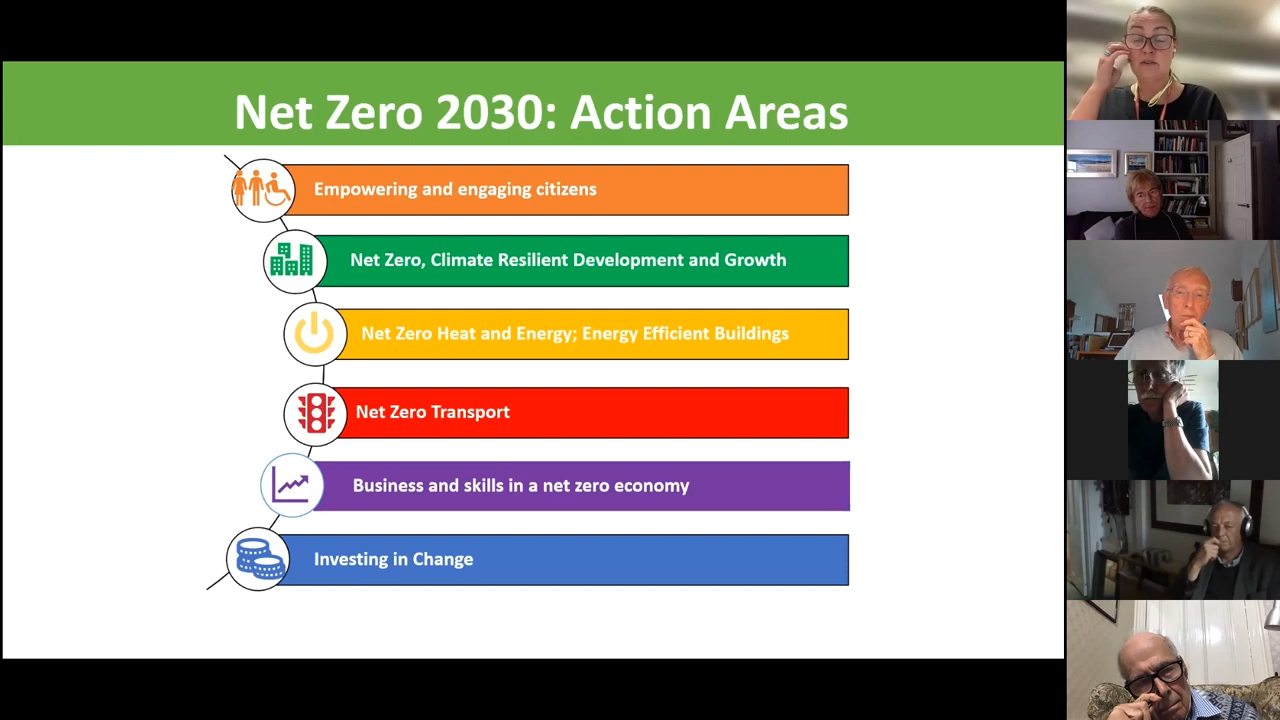 Net Zero 2030: Action Areas
Empowering and engaging citizens
Net Zero, Climate Resilient Development and Growth
Net Zero Heat and Energy; Energy Efficient Buildings
Net Zero Transport
Business and skills in a net zero economy
Investing in Change